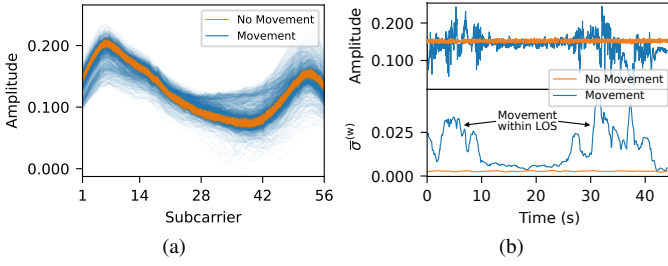 No Movement
Movement
Amplitude
0.200
0.100
0.000
1
14
28
42
56
Subcarrier
(a)
Amplitude
0.200
0.100
No Movement
Movement
Movement
within LOS
σ̅⁽ʷ⁾
0.025
0.000
0
10
20
30
40
Time (s)
(b)